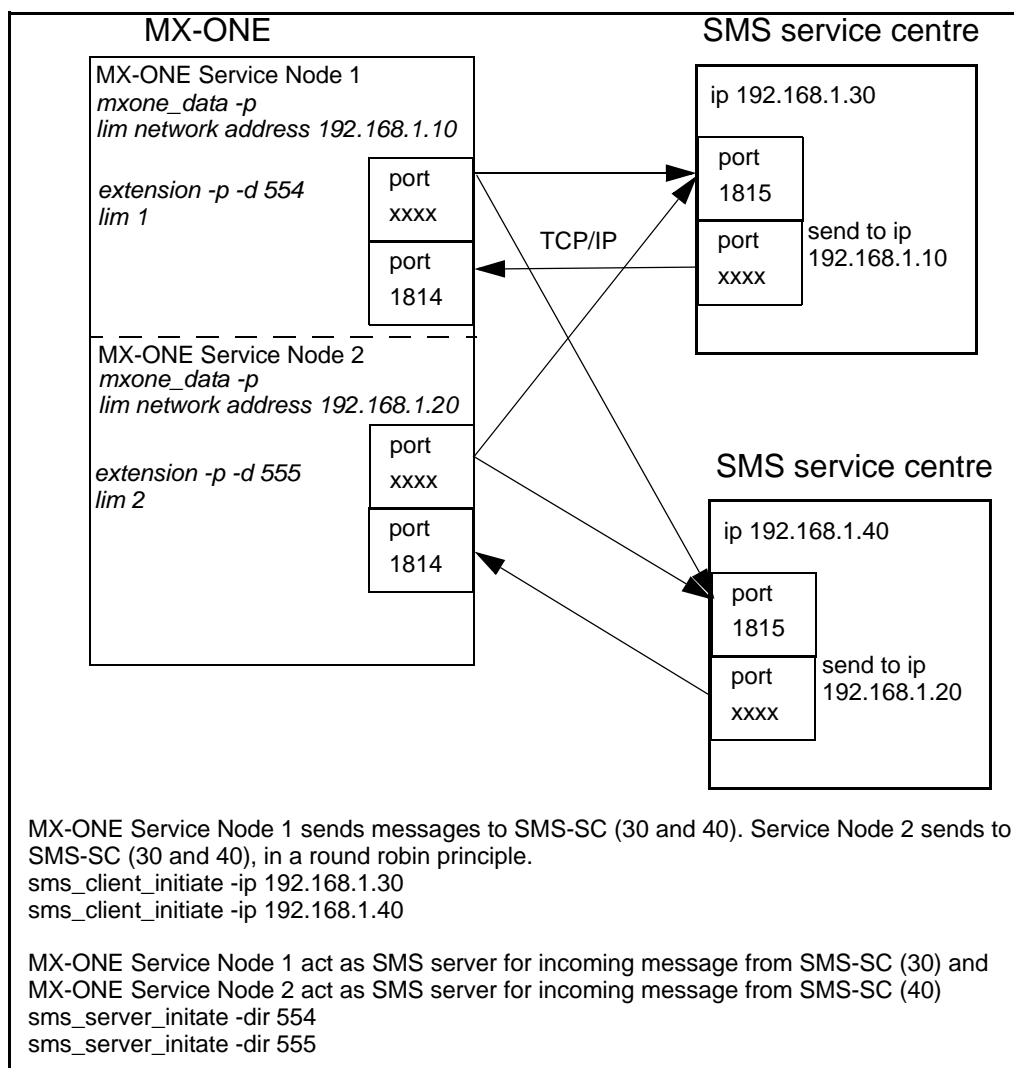 MX-ONE
SMS service centre
MX-ONE Service Node 1
mxone_data -p
lim network address 192.168.1.10
extension -p -d 554
lim 1
port
xxxx
port
1814
TCP/IP
ip 192.168.1.30
port
1815
port
xxxx
send to ip
192.168.1.10
MX-ONE Service Node 2
mxone_data -p
lim network address 192.168.1.20
extension -p -d 555
lim 2
port
xxxx
port
1814
SMS service centre
ip 192.168.1.40
port
1815
port
xxxx
send to ip
192.168.1.20
MX-ONE Service Node 1 sends messages to SMS-SC (30 and 40). Service Node 2 sends to
SMS-SC (30 and 40), in a round robin principle.
sms_client_initiate -ip 192.168.1.30
sms_client_initiate -ip 192.168.1.40
MX-ONE Service Node 1 act as SMS server for incoming message from SMS-SC (30) and
MX-ONE Service Node 2 act as SMS server for incoming message from SMS-SC (40)
sms_server_initate -dir 554
sms_server_initate -dir 555